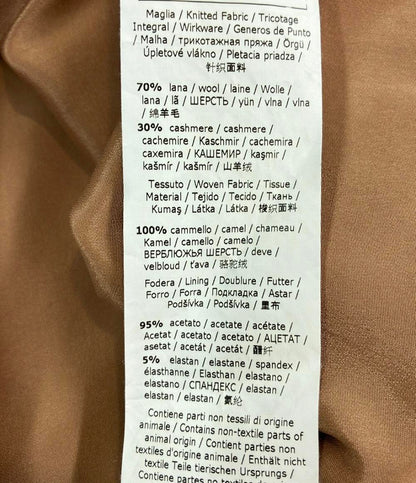 Maglia / Knitted Fabric / Tricotage
Integral / Wirkware / Generos de Punto
/ Malha / трикотажная пряжа / Örgü /
Úpletové vlákno / Pletacia priadza /
针织面料
70% lana / wool / laine / Wolle /
lana / lã / ШЕРСТЬ / yün / vlna / vlna
/ 绵羊毛
30% cashmere / cashmere /
cachemire / Kaschmir / cachemira /
caxemira / КАШЕМИР / kaşmir /
kašmír / kašmír / 山羊绒
Tessuto / Woven Fabric / Tissue /
Material / Tejido / Tecido / Ткань /
Kumaş / Látka / Látka / 梭织面料
100% cammello / camel / chameau /
Kamel / camello / camelo /
ВЕРБЛЮЖЬЯ ШЕРСТЬ / deve /
velbloud / ťava / 骆驼绒
Fodera / Lining / Doublure / Futter /
Forro / Forra / Подкладка / Astar /
Podšívka / Podšívka / 里布
95% acetato / acetate / acétate /
Acetat / acetato / acetato / АЦЕТАТ /
asetat / acetát / acetát / 醋纤
5% elastan / elastane / spandex /
élasthanne / Elasthan / elastano /
elastano / СПАНДЕКС / elastan /
elastan / elastan / 氨纶
Contiene parti non tessili di origine
animale / Contains non-textile parts of
animal origin / Contient parties non
textiles d'origine animale / Enthält nicht
textile Teile tierischen Ursprungs /